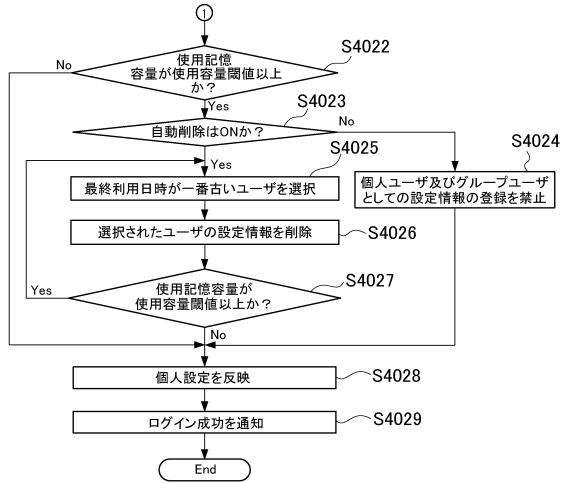 1
使用記憶
容量が使用容量閾値以上
か?
S4022
No
Yes
S4023
自動削除はONか?
No
S4024
個人ユーザ及びグループユーザ
としての設定情報の登録を禁止
Yes
S4025
最終利用日時が一番古いユーザを選択
選択されたユーザの設定情報を削除
S4026
S4027
使用記憶容量が
使用容量閾値以上か?
Yes
No
個人設定を反映
S4028
ログイン成功を通知
S4029
End